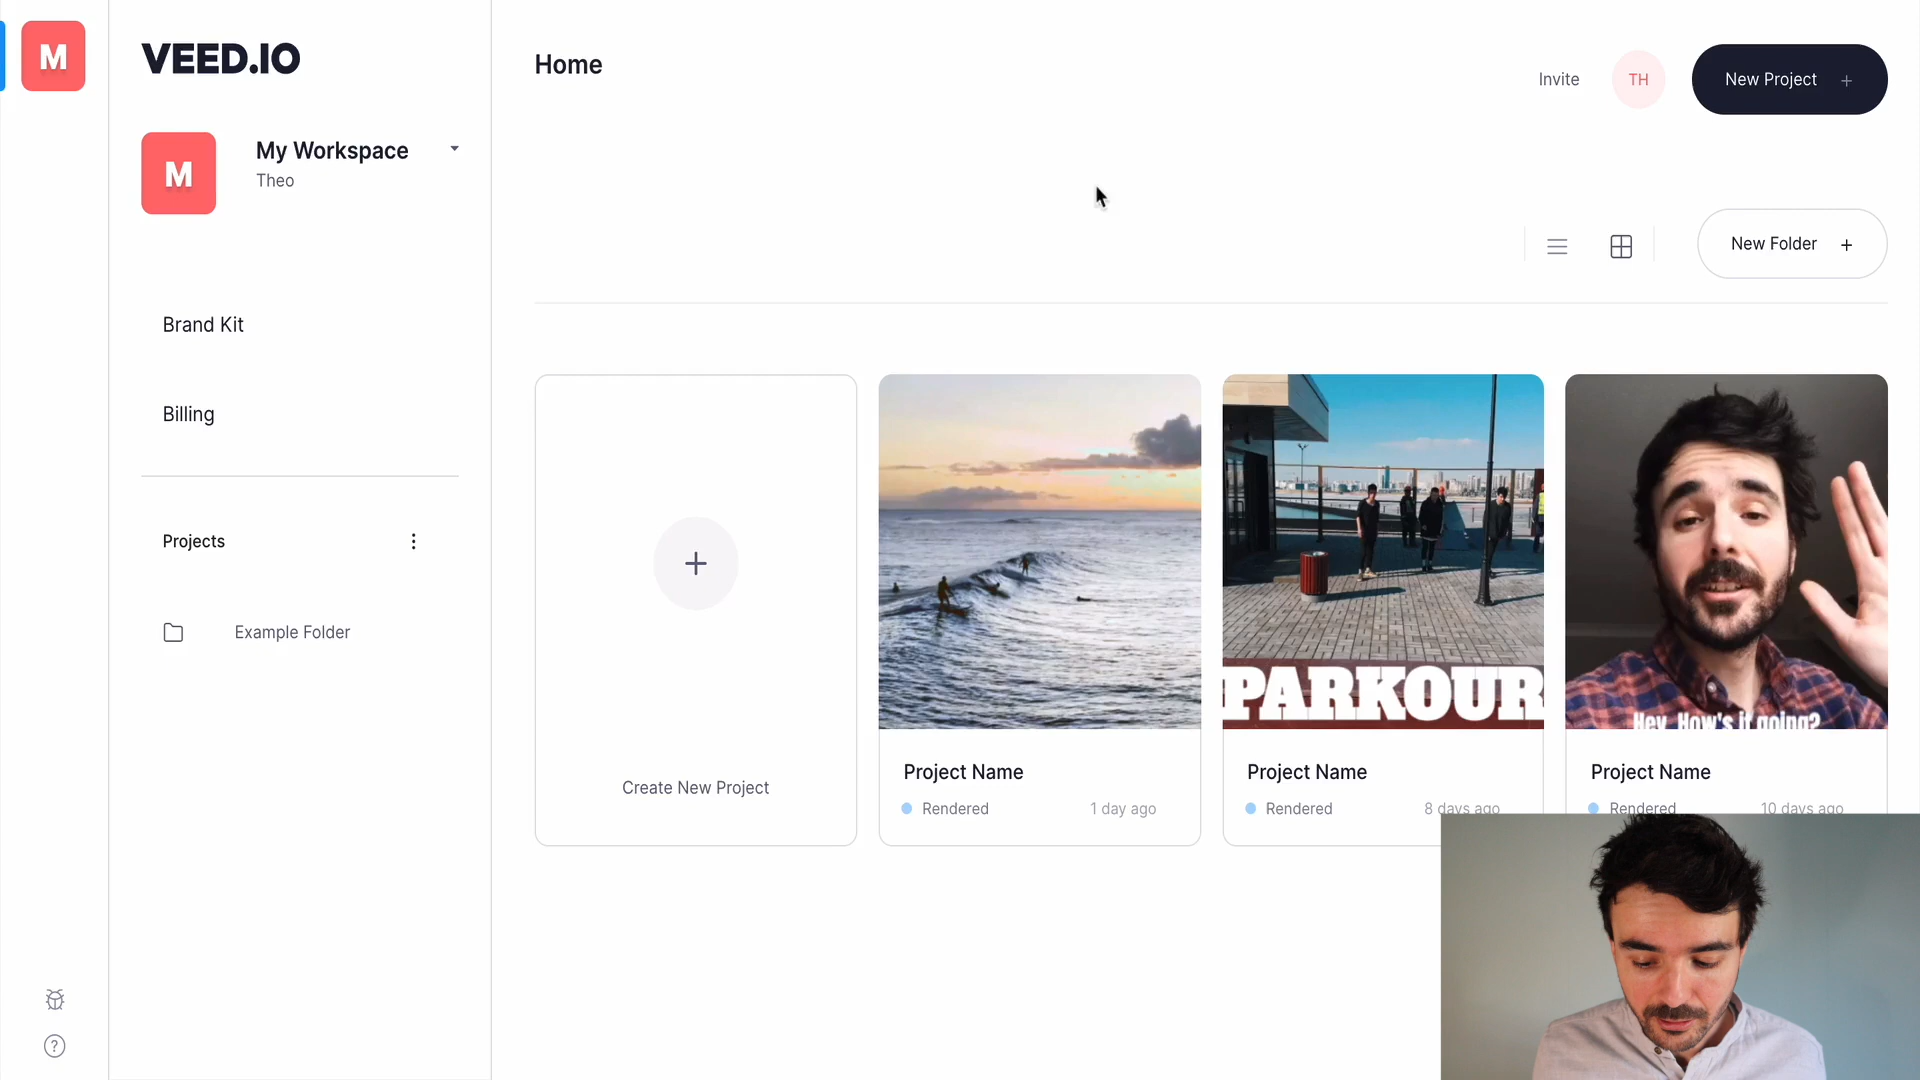 M
VEED.IO
Home
Invite
TH
New Project +
M
My Workspace
Theo
New Folder +
Brand Kit
Billing
Projects
Example Folder
PARKOUR
Hey, How's it going?
Create New Project
Project Name
Rendered
1 day ago
Project Name
Rendered
8 days ago
Project Name
Rendered
10 days ago
?